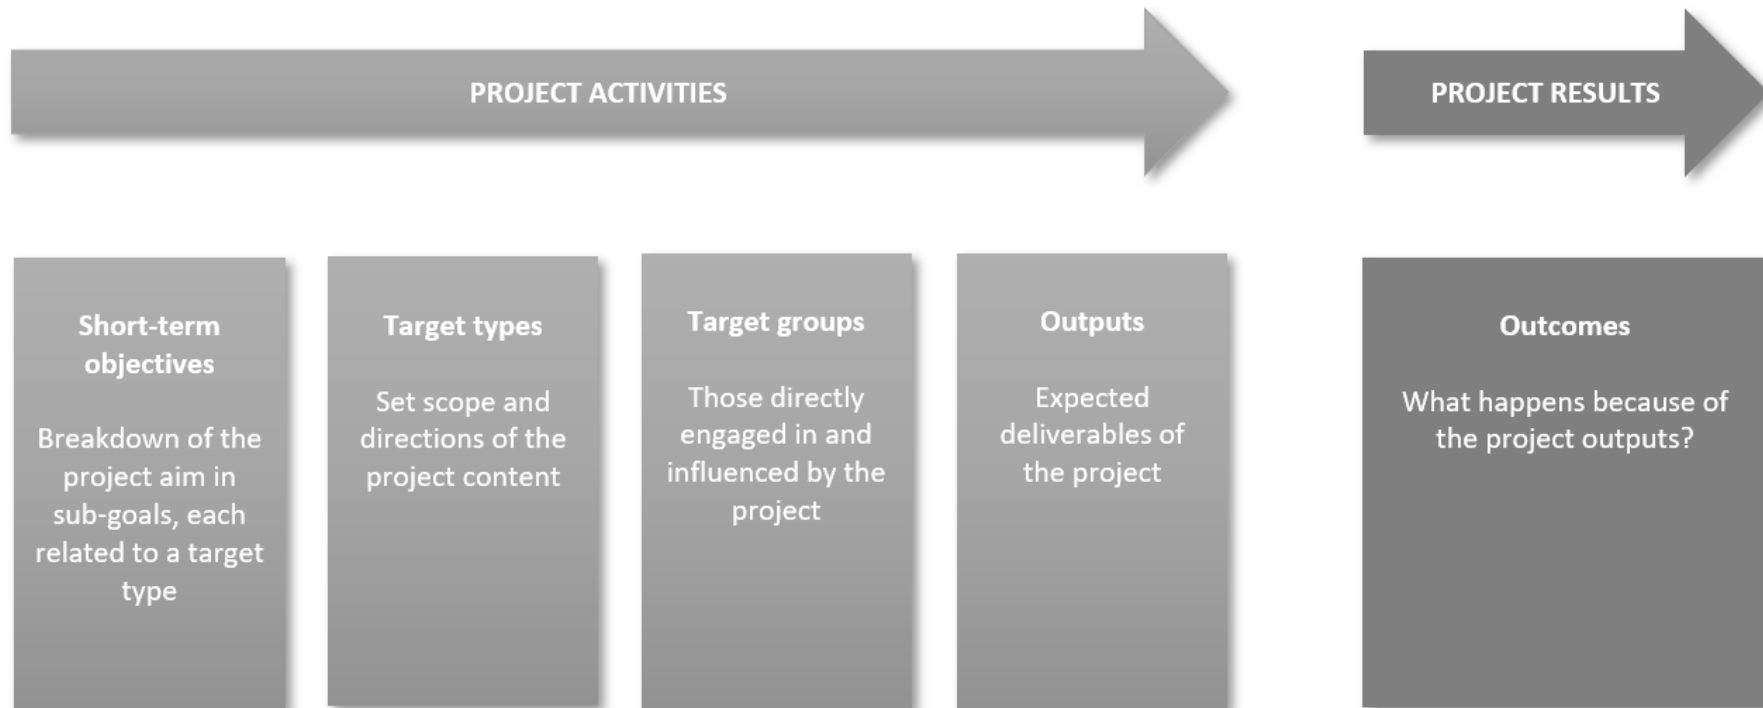 PROJECT ACTIVITIES
PROJECT RESULTS
Short-term
objectives
Breakdown of the
project aim in
sub-goals, each
related to a target
type
Target types
Set scope and
directions of the
project content
Target groups
Those directly
engaged in and
influenced by the
project
Outputs
Expected
deliverables of
the project
Outcomes
What happens because of
the project outputs?